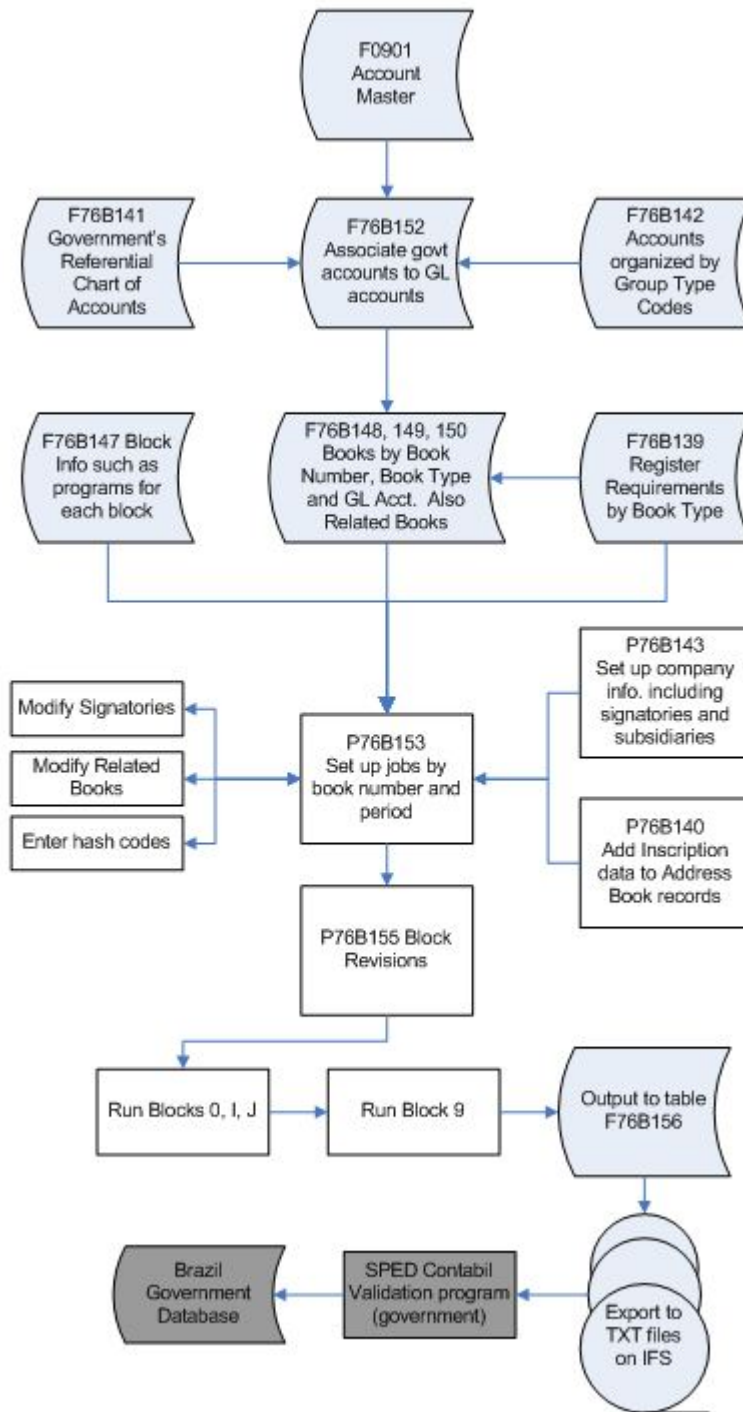 F0901
Account
Master
F76B141
Government's
Referential
Chart of
Accounts
F76B152
Associate govt
accounts to GL
accounts
F76B142
Accounts
organized by
Group Type
Codes
F76B147 Block
Info such as
programs for
each block
F76B148, 149, 150
Books by Book
Number, Book Type
and GL Acct.  Also
Related Books
F76B139
Register
Requirements
by Book Type
Modify Signatories
Modify Related
Books
Enter hash codes
P76B153
Set up jobs by
book number and
period
P76B143
Set up company
info. including
signatories and
subsidiaries
P76B140
Add Inscription
data to Address
Book records
P76B155 Block
Revisions
Run Blocks 0, I, J
Run Block 9
Output to table
F76B156
Brazil
Government
Database
SPED Contabil
Validation program
(government)
Export to
TXT files
on IFS